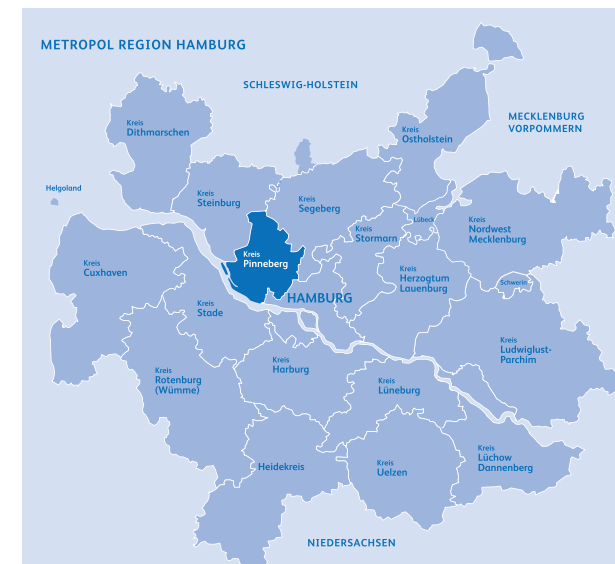 METROPOL REGION HAMBURG
SCHLESWIG-HOLSTEIN
MECKLENBURG
VORPOMMERN
Kreis
Dithmarschen
Kreis
Ostholstein
Helgoland
Kreis
Steinburg
Kreis
Segeberg
Kreis
Stormarn
Lübeck
Kreis
Nordwest
Mecklenburg
Kreis
Pinneberg
Kreis
Cuxhaven
Kreis
Herzogtum
Lauenburg
Schwerin
HAMBURG
Kreis
Stade
Kreis
Ludwiglust-
Parchim
Kreis
Harburg
Kreis
Rotenburg
(Wümme)
Kreis
Lüneburg
Kreis
Lüchow
Dannenberg
Heidekreis
Kreis
Uelzen
NIEDERSACHSEN